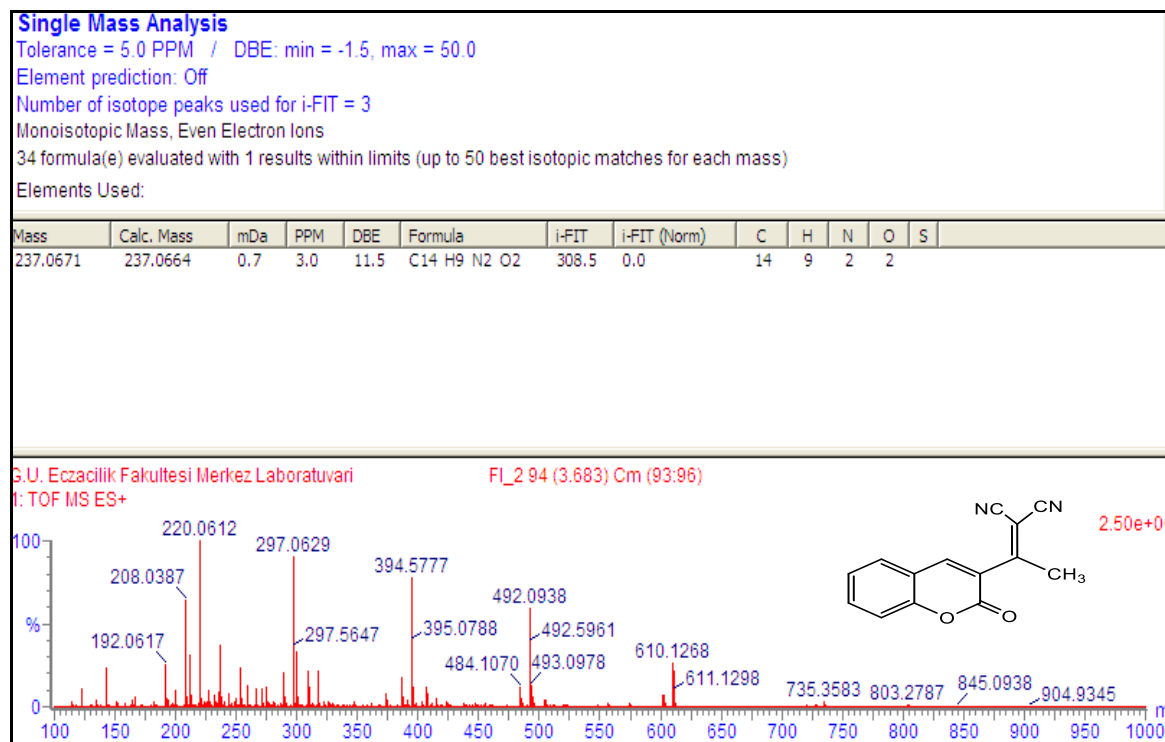 Single Mass Analysis
Tolerance = 5.0 PPM / DBE: min = -1.5, max = 50.0
Element prediction: Off
Number of isotope peaks used for i-FIT = 3
Monoisotopic Mass, Even Electron Ions
34 formula(e) evaluated with 1 results within limits (up to 50 best isotopic matches for each mass)
Elements Used:
Mass Calc. Mass mDa PPM DBE Formula i-FIT i-FIT (Norm) C H N O S
237.0671 237.0664 0.7 3.0 11.5 C14 H9 N2 O2 308.5 0.0 14 9 2 2
G.U. Eczacilik Fakultesi Merkez Laboratuvari FI_2 94 (3.683) Cm (93:96)
1: TOF MS ES+
2.50e+0
NC CN
CH3
O O
100
%
0
220.0612
297.0629
208.0387
394.5777
492.0938
192.0617
297.5647
395.0788
492.5961
484.1070
493.0978
610.1268
611.1298
735.3583
803.2787
845.0938
904.9345
100 150 200 250 300 350 400 450 500 550 600 650 700 750 800 850 900 950 1000